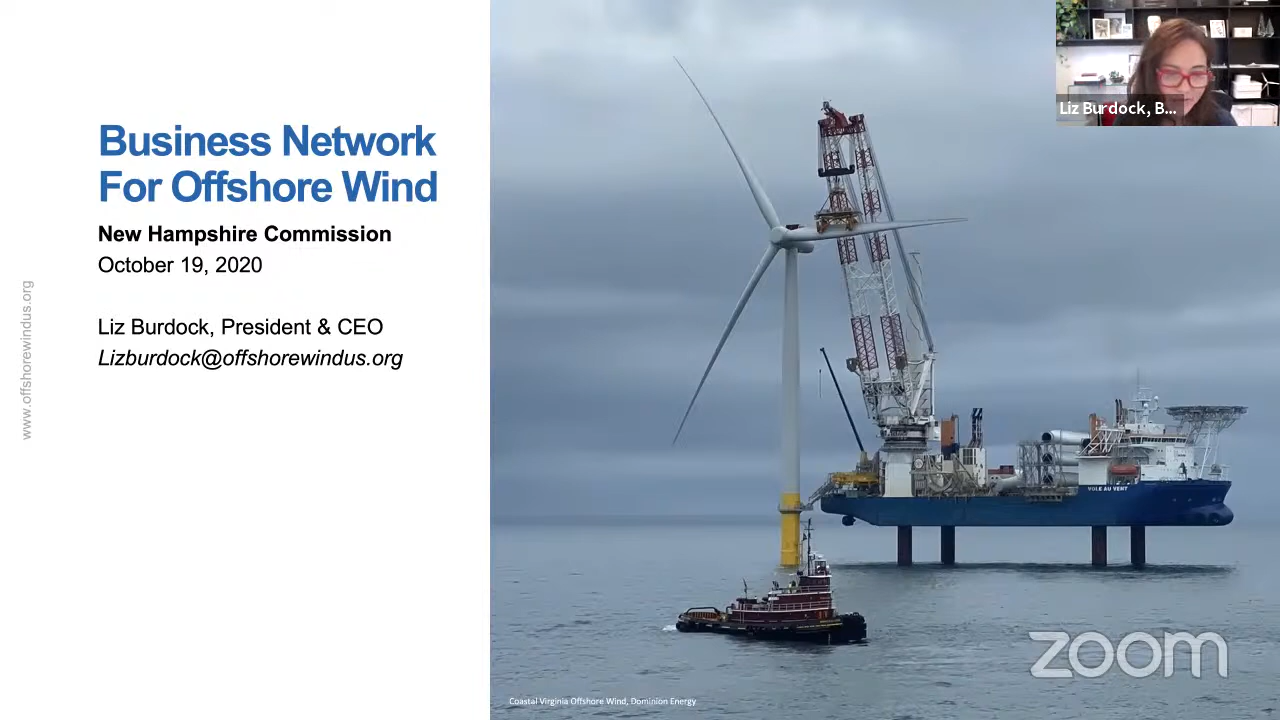 Business Network
For Offshore Wind
New Hampshire Commission
October 19, 2020
Liz Burdock, President & CEO
Lizburdock@offshorewindus.org
www.offshorewindus.org
Liz Burdock, B...
VOLE AU VENT
zoom
Coastal Virginia Offshore Wind, Dominion Energy